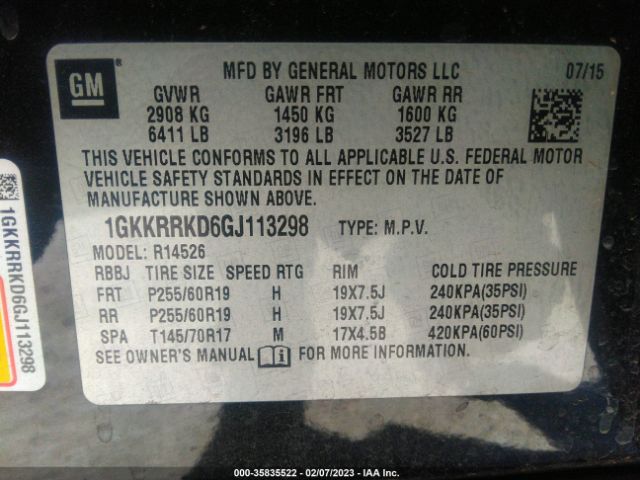 GM
MFD BY GENERAL MOTORS LLC 07/15
GVWR GAWR FRT GAWR RR
2908 KG 1450 KG 1600 KG
6411 LB 3196 LB 3527 LB
THIS VEHICLE CONFORMS TO ALL APPLICABLE U.S. FEDERAL MOTOR
VEHICLE SAFETY STANDARDS IN EFFECT ON THE DATE OF
MANUFACTURE SHOWN ABOVE.
1GKKRRKD6GJ113298 TYPE: M.P.V.
MODEL: R14526
RBBJ TIRE SIZE SPEED RTG RIM COLD TIRE PRESSURE
FRT P255/60R19 H 19X7.5J 240KPA(35PSI)
RR P255/60R19 H 19X7.5J 240KPA(35PSI)
SPA T145/70R17 M 17X4.5B 420KPA(60PSI)
SEE OWNER'S MANUAL FOR MORE INFORMATION.
1GKKRRKD6GJ113298
000-35835522 — 02/07/2023 — IAA Inc.